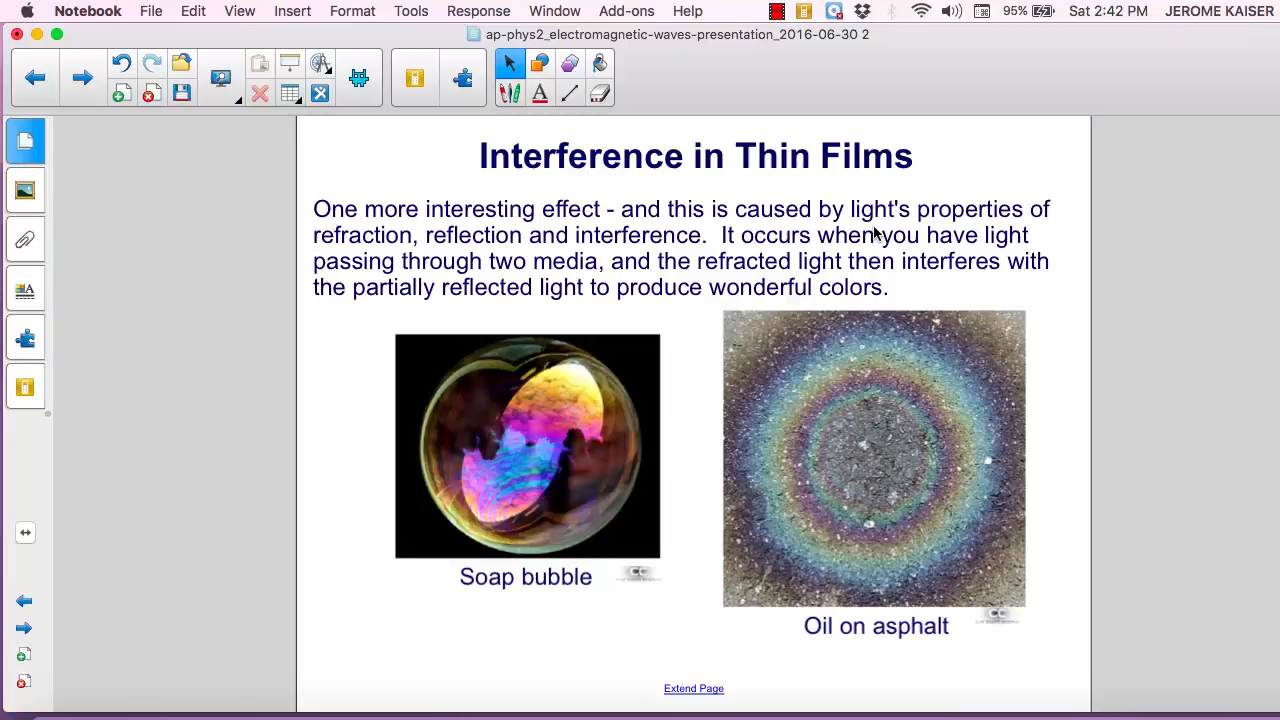 Notebook File Edit View Insert Format Tools Response Window Add-ons Help 95% Sat 2:42 PM JEROME KAISER
ap-phys2_electromagnetic-waves-presentation_2016-06-30 2
Interference in Thin Films
One more interesting effect - and this is caused by light's properties of
refraction, reflection and interference. It occurs when you have light
passing through two media, and the refracted light then interferes with
the partially reflected light to produce wonderful colors.
Soap bubble
Oil on asphalt
Extend Page